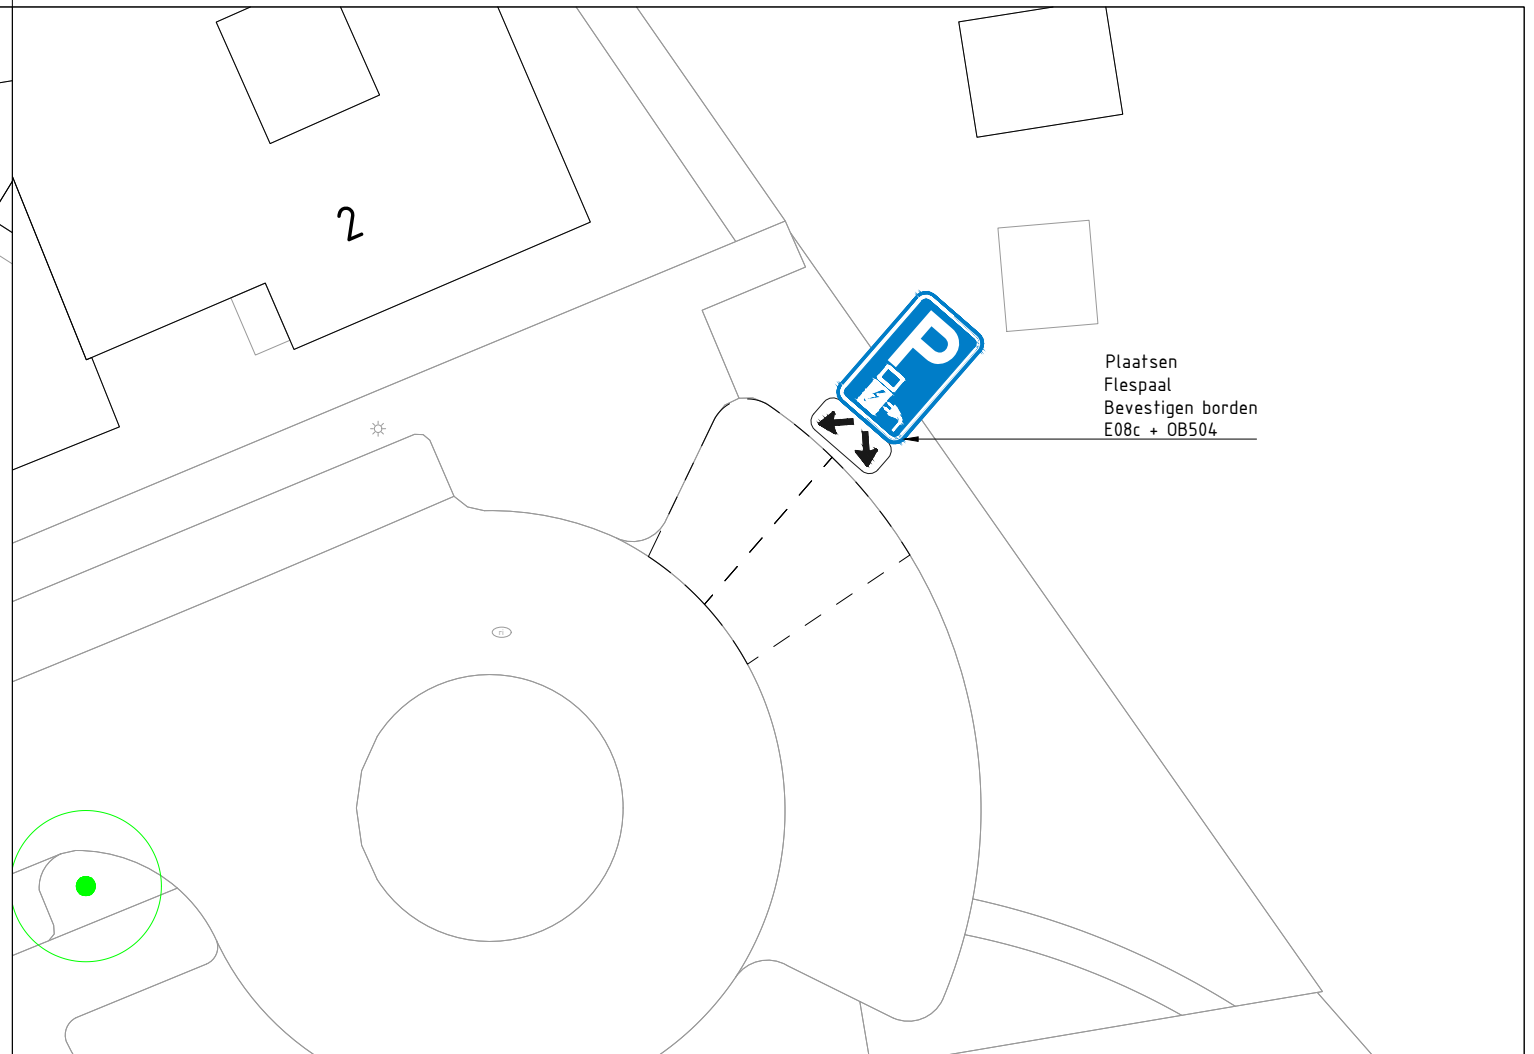 2
P
Plaatsen
Flespaal
Bevestigen borden
E08c + OB504